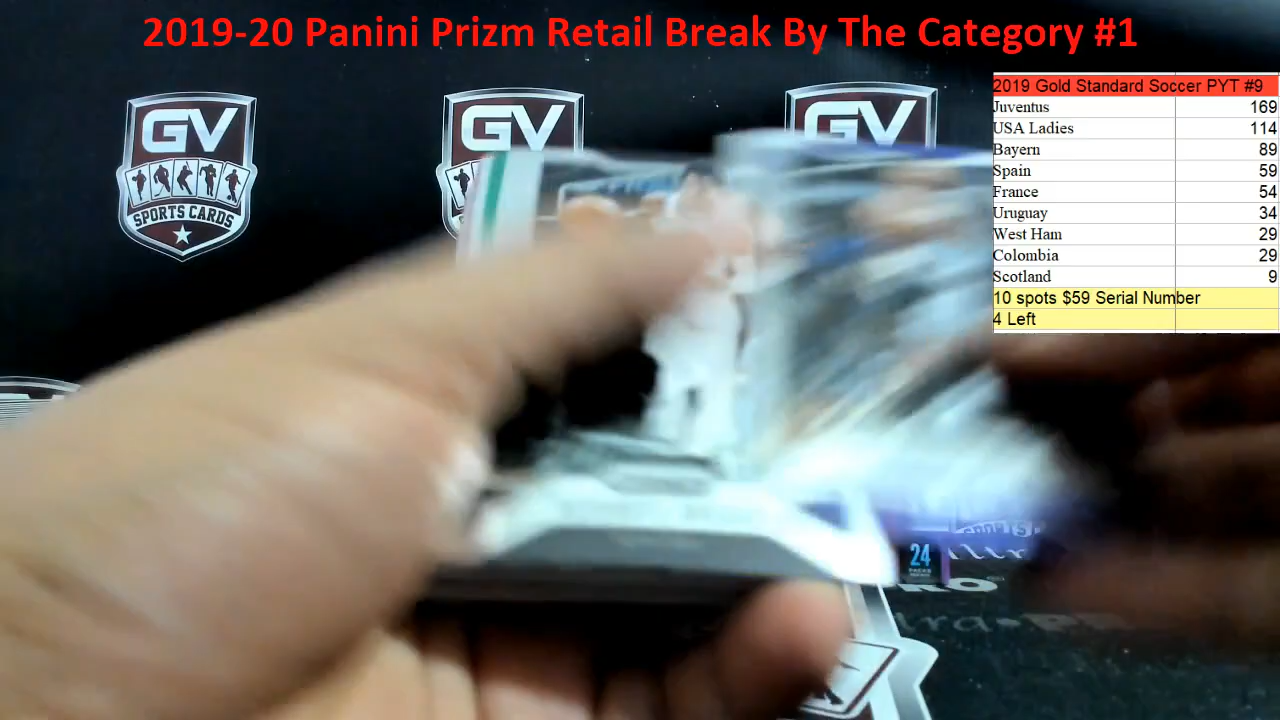 2019-20 Panini Prizm Retail Break By The Category #1
2019 Gold Standard Soccer PYT #9
Juventus 169
USA Ladies 114
Bayern 89
Spain 59
France 54
Uruguay 34
West Ham 29
Colombia 29
Scotland 9
10 spots $59 Serial Number
4 Left
GV
SPORTS CARDS
GV
GV
24
SPORTS